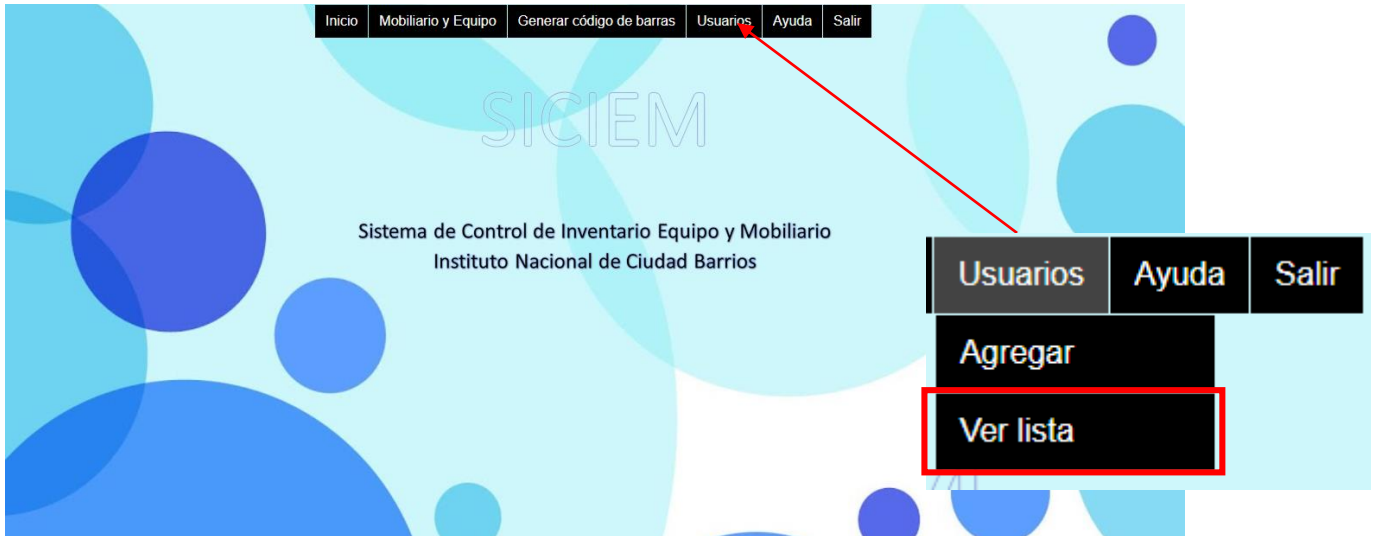 Inicio Mobiliario y Equipo Generar código de barras Usuarios Ayuda Salir
SICIEM
Sistema de Control de Inventario Equipo y Mobiliario
Instituto Nacional de Ciudad Barrios
Usuarios Ayuda Salir
Agregar
Ver lista